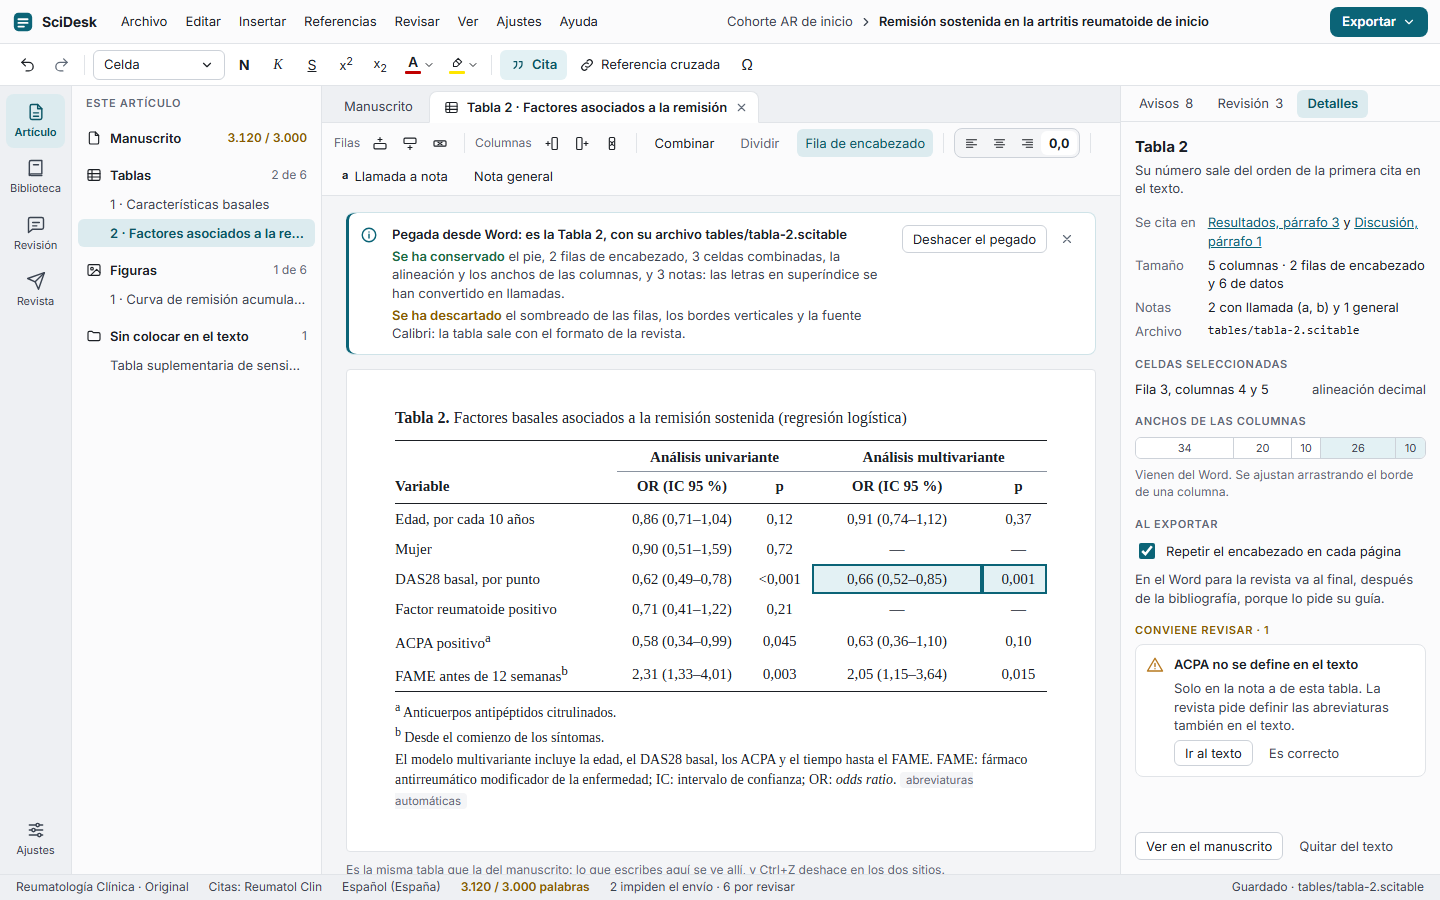 SciDesk Archivo Editar Insertar Referencias Revisar Ver Ajustes Ayuda Cohorte AR de inicio > Remisión sostenida en la artritis reumatoide de inicio Exportar
Celda N K S x² x₂ A Cita Referencia cruzada Ω
Artículo
Biblioteca
Revisión
Revista
Ajustes
ESTE ARTÍCULO
Manuscrito 3.120 / 3.000
Tablas 2 de 6
1 · Características basales
2 · Factores asociados a la re...
Figuras 1 de 6
1 · Curva de remisión acumula...
Sin colocar en el texto 1
Tabla suplementaria de sensi...
Manuscrito Tabla 2 · Factores asociados a la remisión
Filas Columnas Combinar Dividir Fila de encabezado 0,0
a Llamada a nota Nota general
Pegada desde Word: es la Tabla 2, con su archivo tables/tabla-2.scitable
Se ha conservado el pie, 2 filas de encabezado, 3 celdas combinadas, la
alineación y los anchos de las columnas, y 3 notas: las letras en superíndice se
han convertido en llamadas.
Se ha descartado el sombreado de las filas, los bordes verticales y la fuente
Calibri: la tabla sale con el formato de la revista.
Deshacer el pegado
Tabla 2. Factores basales asociados a la remisión sostenida (regresión logística)
Análisis univariante Análisis multivariante
Variable OR (IC 95 %) p OR (IC 95 %) p
Edad, por cada 10 años 0,86 (0,71–1,04) 0,12 0,91 (0,74–1,12) 0,37
Mujer 0,90 (0,51–1,59) 0,72 — —
DAS28 basal, por punto 0,62 (0,49–0,78) <0,001 0,66 (0,52–0,85) 0,001
Factor reumatoide positivo 0,71 (0,41–1,22) 0,21 — —
ACPA positivoᵃ 0,58 (0,34–0,99) 0,045 0,63 (0,36–1,10) 0,10
FAME antes de 12 semanasᵇ 2,31 (1,33–4,01) 0,003 2,05 (1,15–3,64) 0,015
ᵃ Anticuerpos antipéptidos citrulinados.
ᵇ Desde el comienzo de los síntomas.
El modelo multivariante incluye la edad, el DAS28 basal, los ACPA y el tiempo hasta el FAME. FAME: fármaco
antirreumático modificador de la enfermedad; IC: intervalo de confianza; OR: odds ratio. abreviaturas
automáticas
Es la misma tabla que la del manuscrito: lo que escribes aquí se ve allí, y Ctrl+Z deshace en los dos sitios.
Avisos 8 Revisión 3 Detalles
Tabla 2
Su número sale del orden de la primera cita en
el texto.
Se cita en Resultados, párrafo 3 y Discusión,
párrafo 1
Tamaño 5 columnas · 2 filas de encabezado
y 6 de datos
Notas 2 con llamada (a, b) y 1 general
Archivo tables/tabla-2.scitable
CELDAS SELECCIONADAS
Fila 3, columnas 4 y 5 alineación decimal
ANCHOS DE LAS COLUMNAS
34 20 10 26 10
Vienen del Word. Se ajustan arrastrando el borde
de una columna.
AL EXPORTAR
Repetir el encabezado en cada página
En el Word para la revista va al final, después
de la bibliografía, porque lo pide su guía.
CONVIENE REVISAR · 1
ACPA no se define en el texto
Solo en la nota a de esta tabla. La
revista pide definir las abreviaturas
también en el texto.
Ir al texto Es correcto
Ver en el manuscrito Quitar del texto
Reumatología Clínica · Original Citas: Reumatol Clin Español (España) 3.120 / 3.000 palabras 2 impiden el envío · 6 por revisar Guardado · tables/tabla-2.scitable